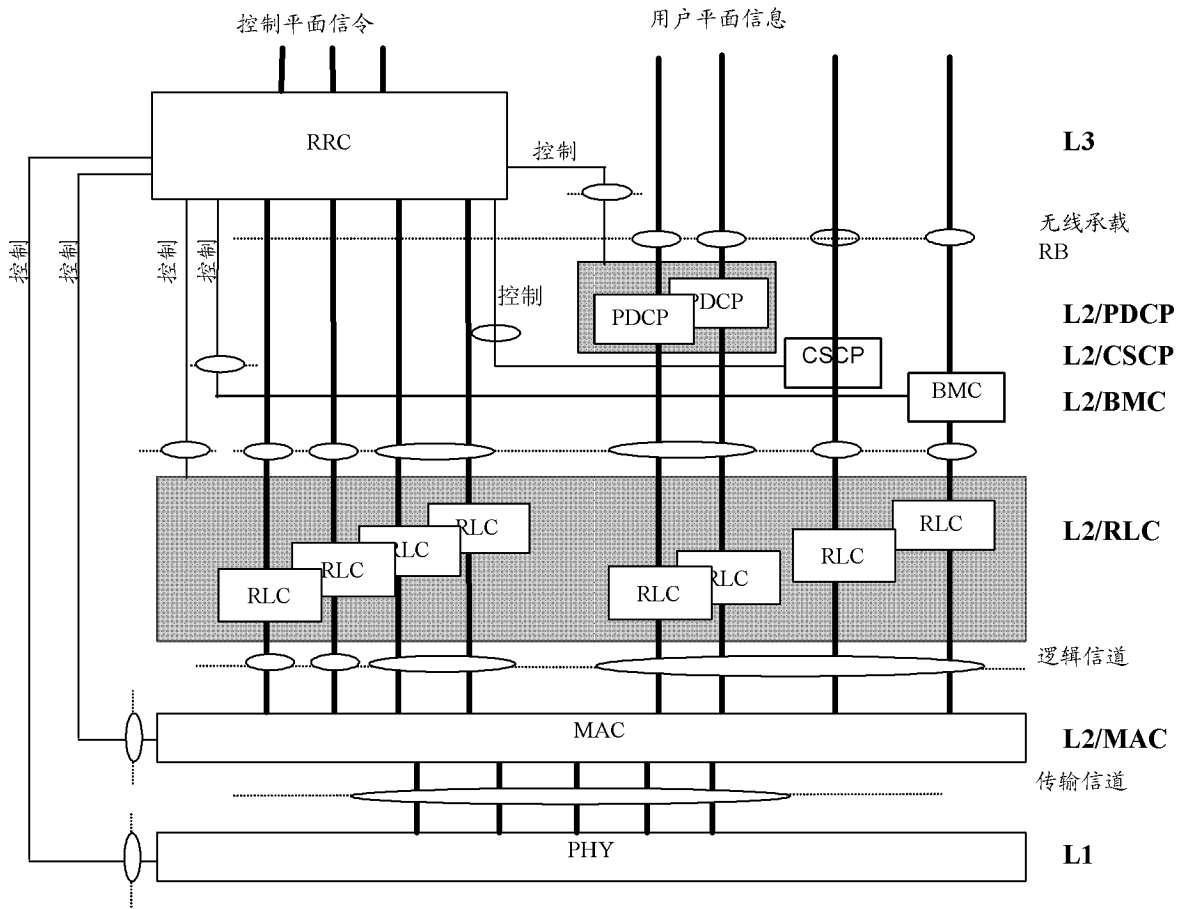 控制平面信令
用户平面信息
RRC
控制
L3
控制
控制
控制
控制
无线承载
RB
控制
PDCP
PDCP
L2/PDCP
CSCP
L2/CSCP
BMC
L2/BMC
RLC
RLC
RLC
RLC
RLC
RLC
RLC
RLC
L2/RLC
逻辑信道
MAC
L2/MAC
传输信道
PHY
L1